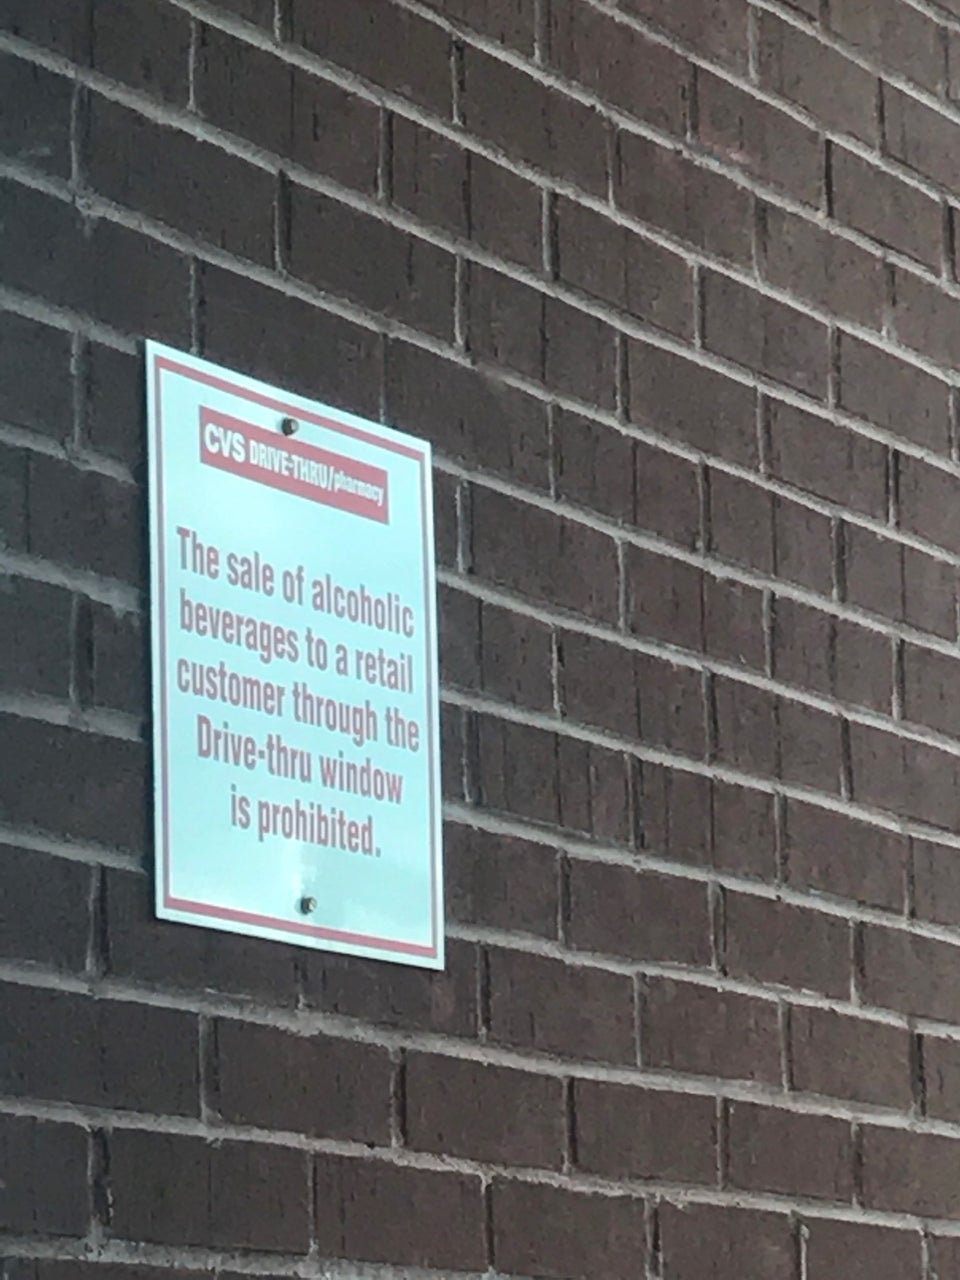 CVS DRIVE-THRU/pharmacy
The sale of alcoholic
beverages to a retail
customer through the
Drive-thru window
is prohibited.